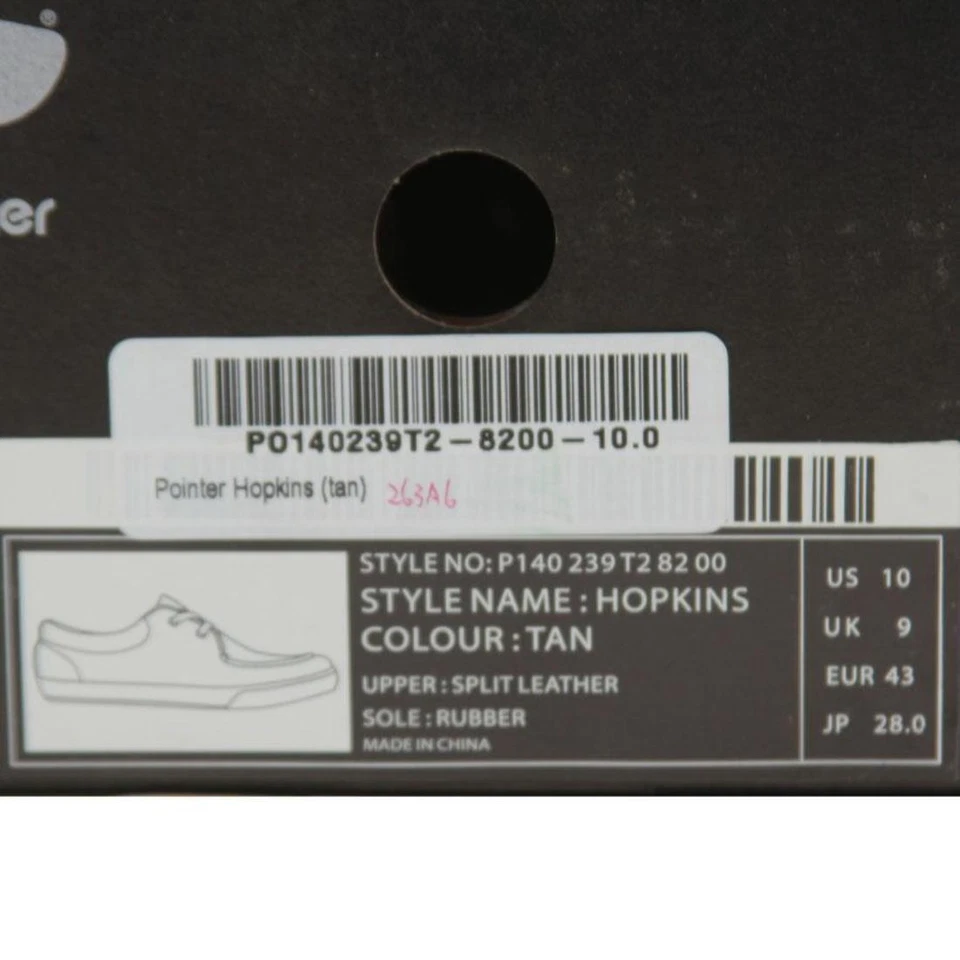 ®
er
PO140239T2-8200-10.0
Pointer Hopkins (tan) 263A6
STYLE NO: P140 239 T2 82 00
STYLE NAME : HOPKINS
COLOUR : TAN
UPPER : SPLIT LEATHER
SOLE : RUBBER
MADE IN CHINA
US 10
UK 9
EUR 43
JP 28.0